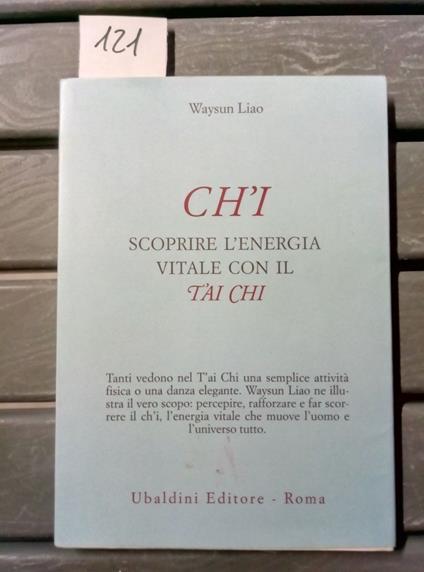 121
Waysun Liao
CH'I
SCOPRIRE L'ENERGIA
VITALE CON IL
T'AI CHI
Tanti vedono nel T'ai Chi una semplice attività
fisica o una danza elegante. Waysun Liao ne illu-
stra il vero scopo: percepire, rafforzare e far scor-
rere il ch'i, l'energia vitale che muove l'uomo e
l'universo tutto.
Ubaldini Editore - Roma